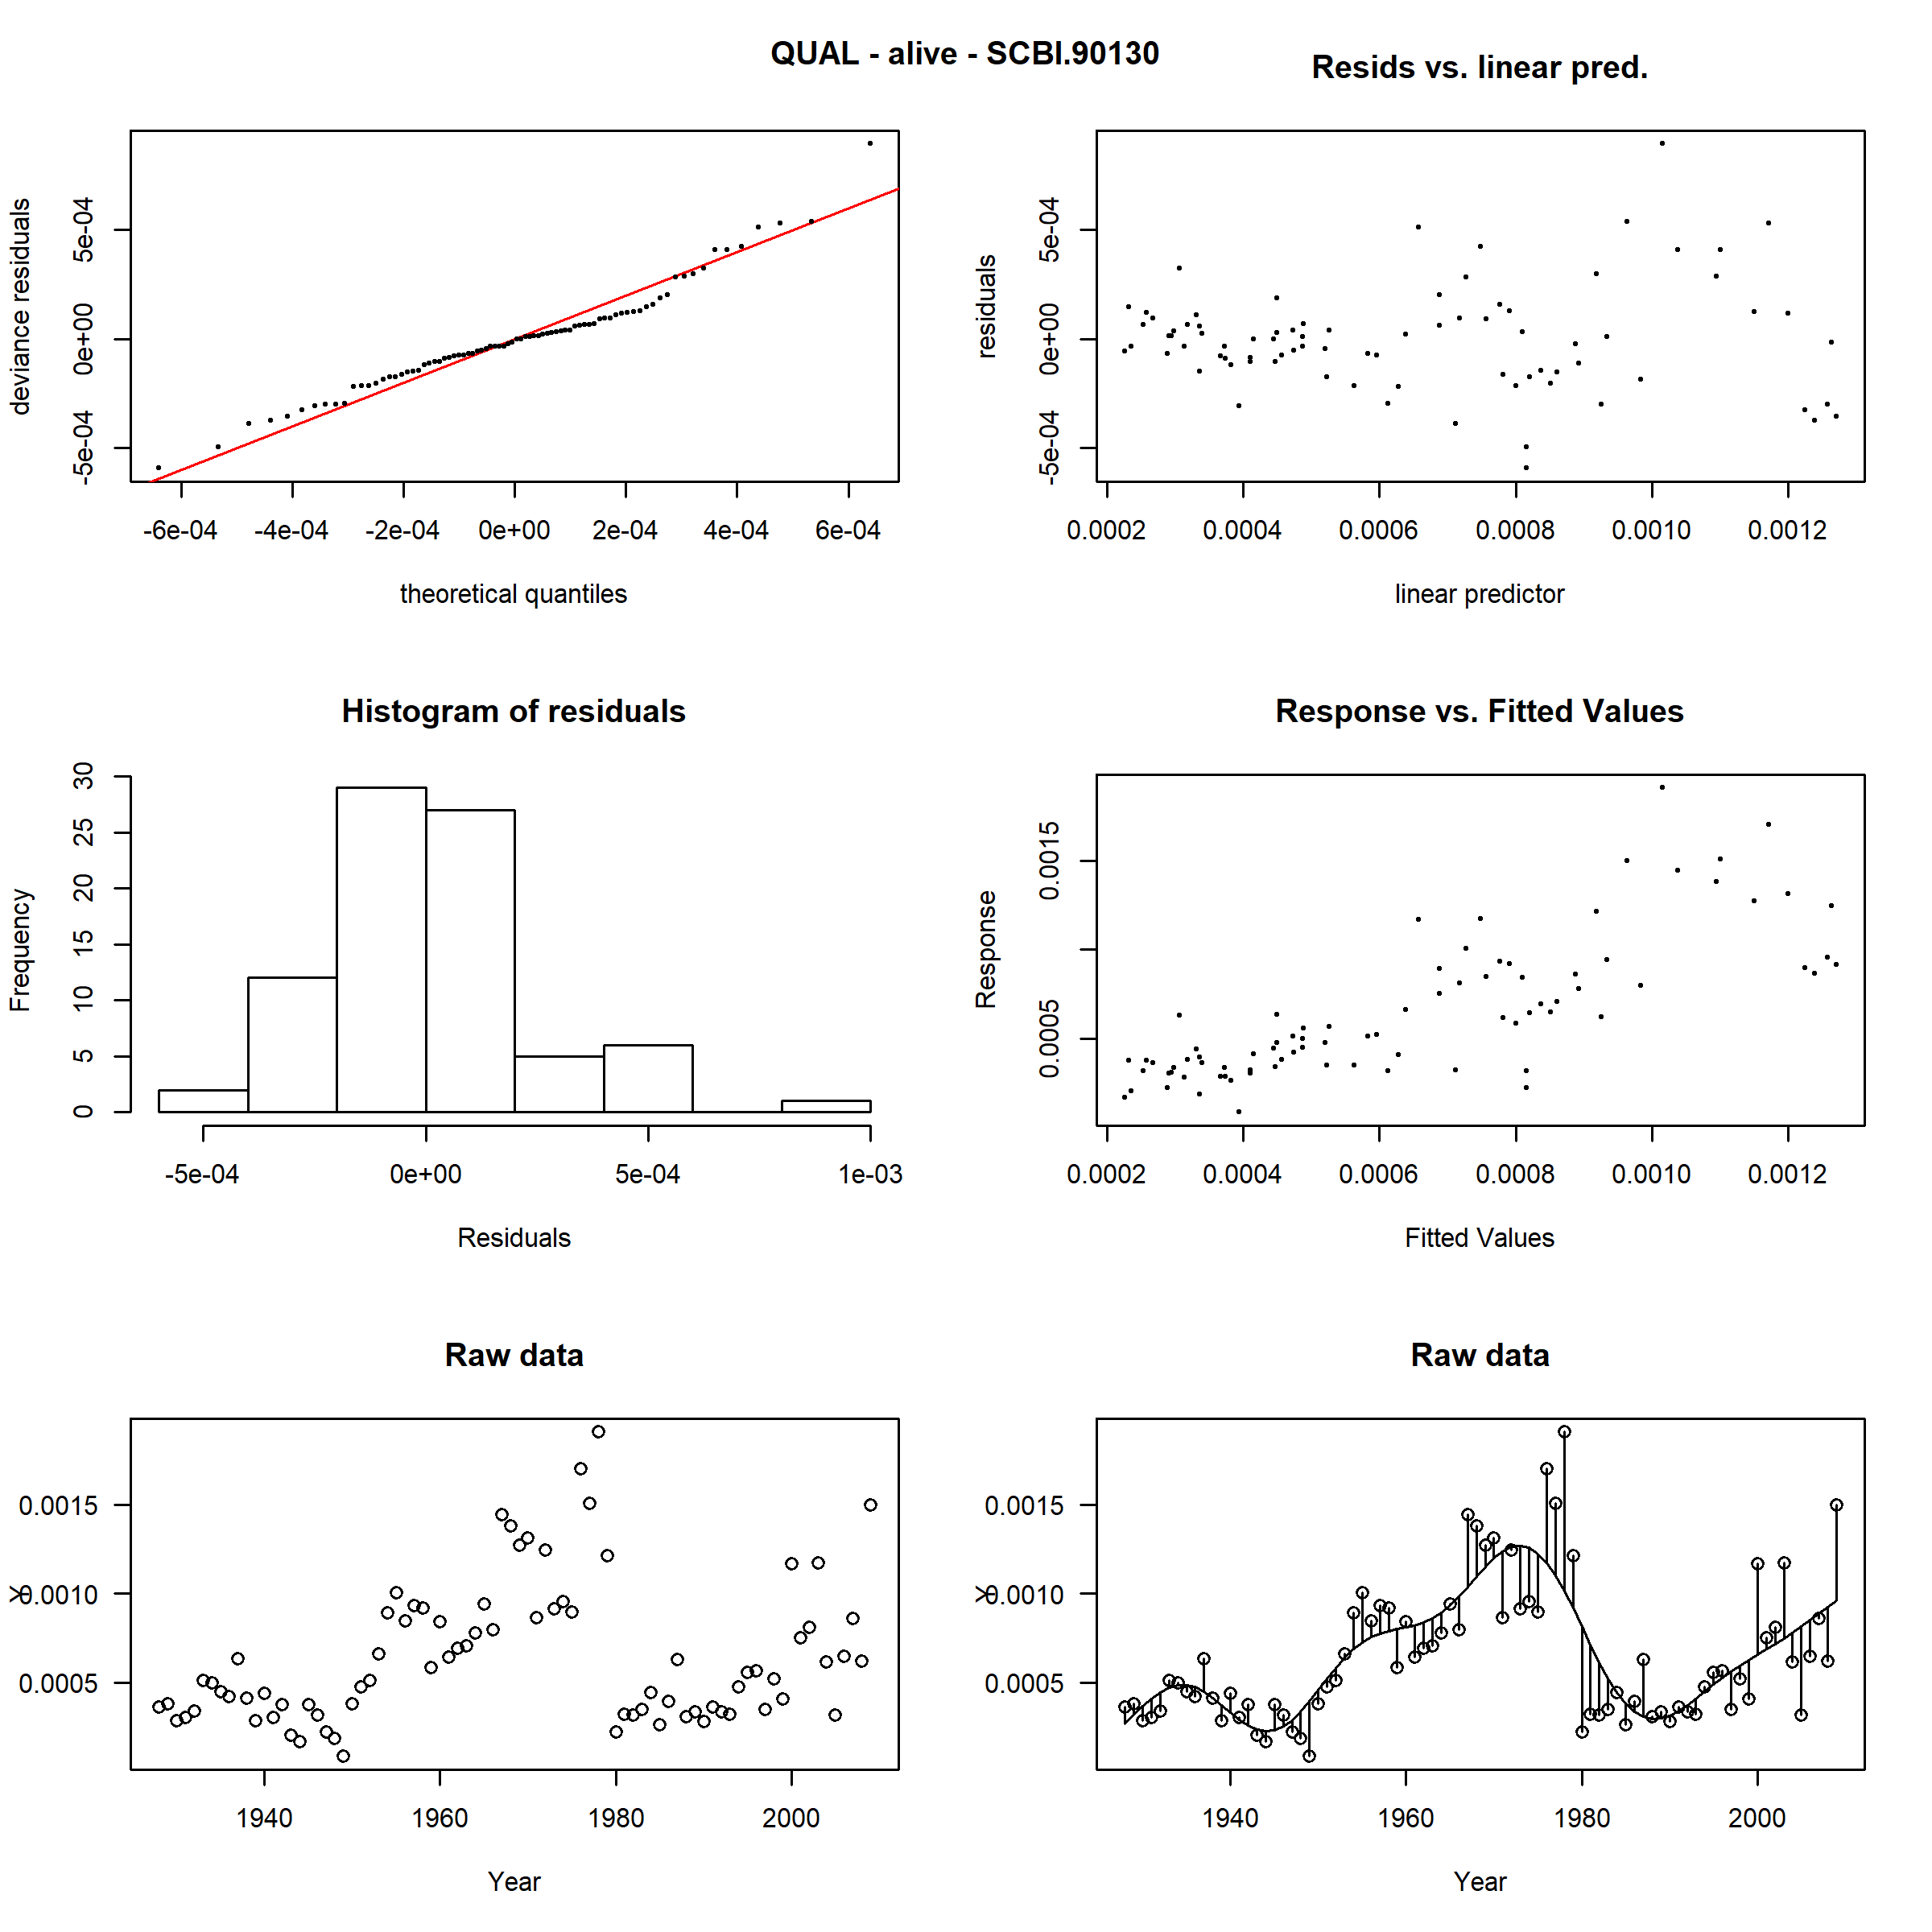 QUAL - alive - SCBI.90130
Resids vs. linear pred.
deviance residuals
5e-04
0e+00
-5e-04
-6e-04 -4e-04 -2e-04 0e+00 2e-04 4e-04 6e-04
theoretical quantiles
residuals
5e-04
0e+00
-5e-04
0.0002 0.0004 0.0006 0.0008 0.0010 0.0012
linear predictor
Histogram of residuals
Frequency
30
25
20
15
10
5
0
-5e-04 0e+00 5e-04 1e-03
Residuals
Response vs. Fitted Values
Response
0.0015
0.0005
0.0002 0.0004 0.0006 0.0008 0.0010 0.0012
Fitted Values
Raw data
Y
0.0015
0.0010
0.0005
1940 1960 1980 2000
Year
Raw data
Y
0.0015
0.0010
0.0005
1940 1960 1980 2000
Year